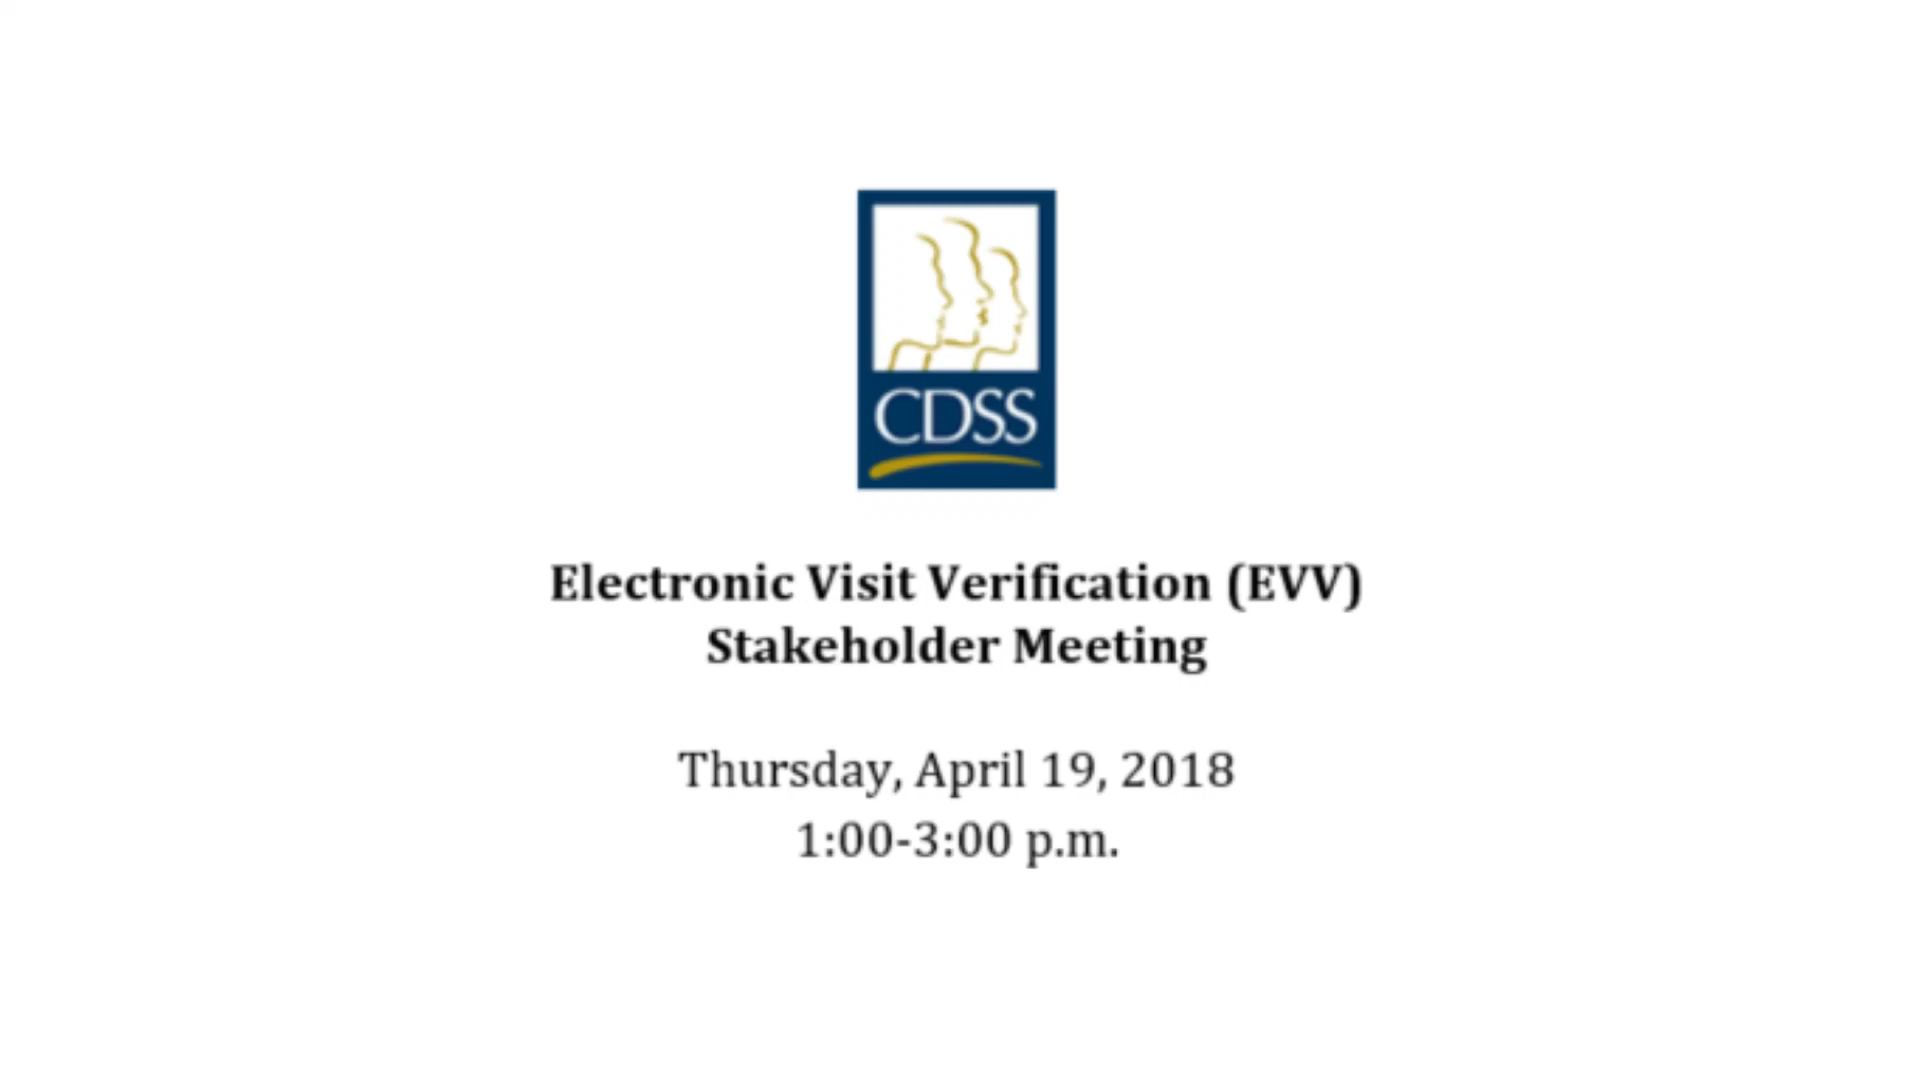 CDSS
Electronic Visit Verification (EVV)
Stakeholder Meeting
Thursday, April 19, 2018
1:00-3:00 p.m.